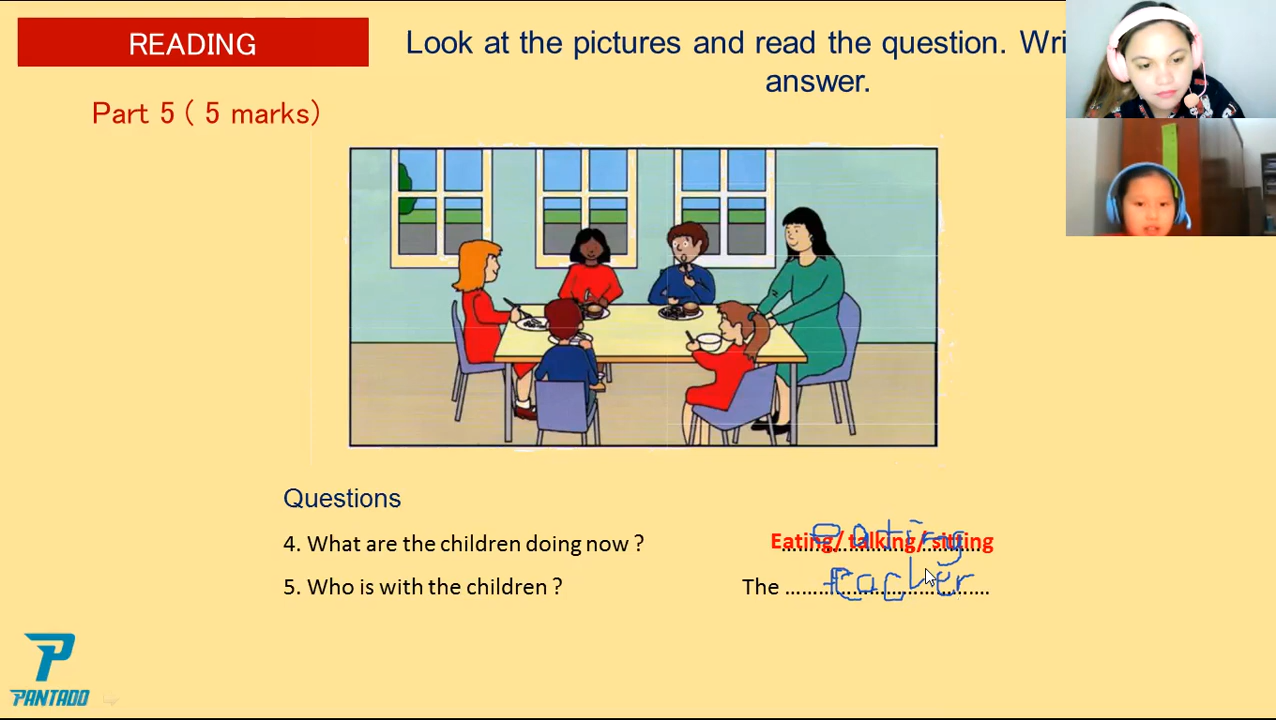 READING
Look at the pictures and read the question. Wri
answer.
Part 5 ( 5 marks)
Questions
4. What are the children doing now ?
Eating/ talking/ sitting
eating
5. Who is with the children ?
The ........................................
teacher
PANTADO